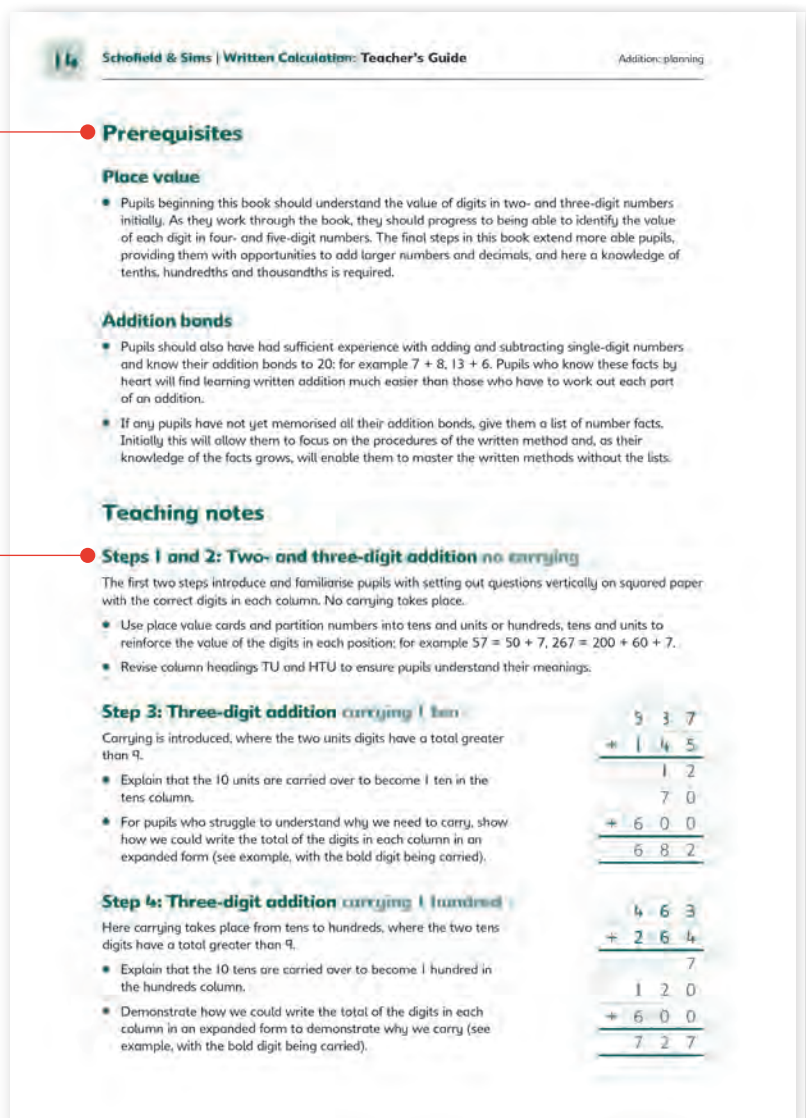 14 Schofield & Sims | Written Calculation: Teacher's Guide Addition: planning
Prerequisites
Place value
• Pupils beginning this book should understand the value of digits in two- and three-digit numbers
initially. As they work through the book, they should progress to being able to identify the value
of each digit in four- and five-digit numbers. The final steps in this book extend more able pupils,
providing them with opportunities to add larger numbers and decimals, and here a knowledge of
tenths, hundredths and thousandths is required.
Addition bonds
• Pupils should also have had sufficient experience with adding and subtracting single-digit numbers
and know their addition bonds to 20: for example 7 + 8, 13 + 6. Pupils who know these facts by
heart will find learning written addition much easier than those who have to work out each part
of an addition.
• If any pupils have not yet memorised all their addition bonds, give them a list of number facts.
Initially this will allow them to focus on the procedures of the written method and, as their
knowledge of the facts grows, will enable them to master the written methods without the lists.
Teaching notes
Steps 1 and 2: Two- and three-digit addition no carrying
The first two steps introduce and familiarise pupils with setting out questions vertically on squared paper
with the correct digits in each column. No carrying takes place.
• Use place value cards and partition numbers into tens and units or hundreds, tens and units to
reinforce the value of the digits in each position: for example 57 = 50 + 7, 267 = 200 + 60 + 7.
• Revise column headings TU and HTU to ensure pupils understand their meanings.
Step 3: Three-digit addition carrying 1 ten
Carrying is introduced, where the two units digits have a total greater
than 9.
• Explain that the 10 units are carried over to become 1 ten in the
tens column.
• For pupils who struggle to understand why we need to carry, show
how we could write the total of the digits in each column in an
expanded form (see example, with the bold digit being carried).
5 3 7
+ 1 4 5
1 2
7 0
+ 6 0 0
6 8 2
Step 4: Three-digit addition carrying 1 hundred
Here carrying takes place from tens to hundreds, where the two tens
digits have a total greater than 9.
• Explain that the 10 tens are carried over to become 1 hundred in
the hundreds column.
• Demonstrate how we could write the total of the digits in each
column in an expanded form to demonstrate why we carry (see
example, with the bold digit being carried).
4 6 3
+ 2 6 4
7
1 2 0
+ 6 0 0
7 2 7